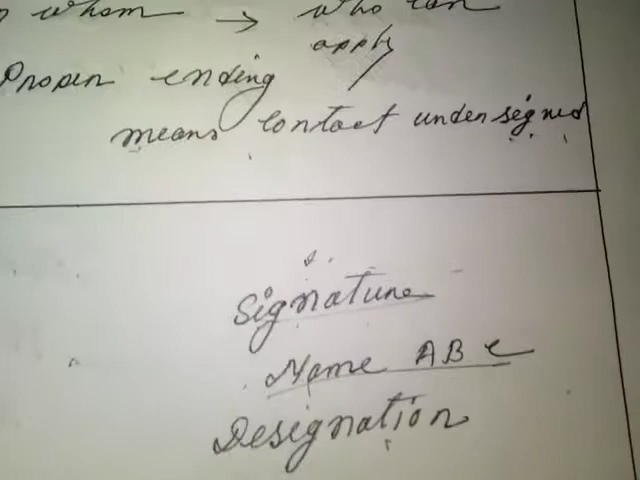 whom → who can
apply
Proper ending
means contact undersigned
Signature
Name ABC
Designation